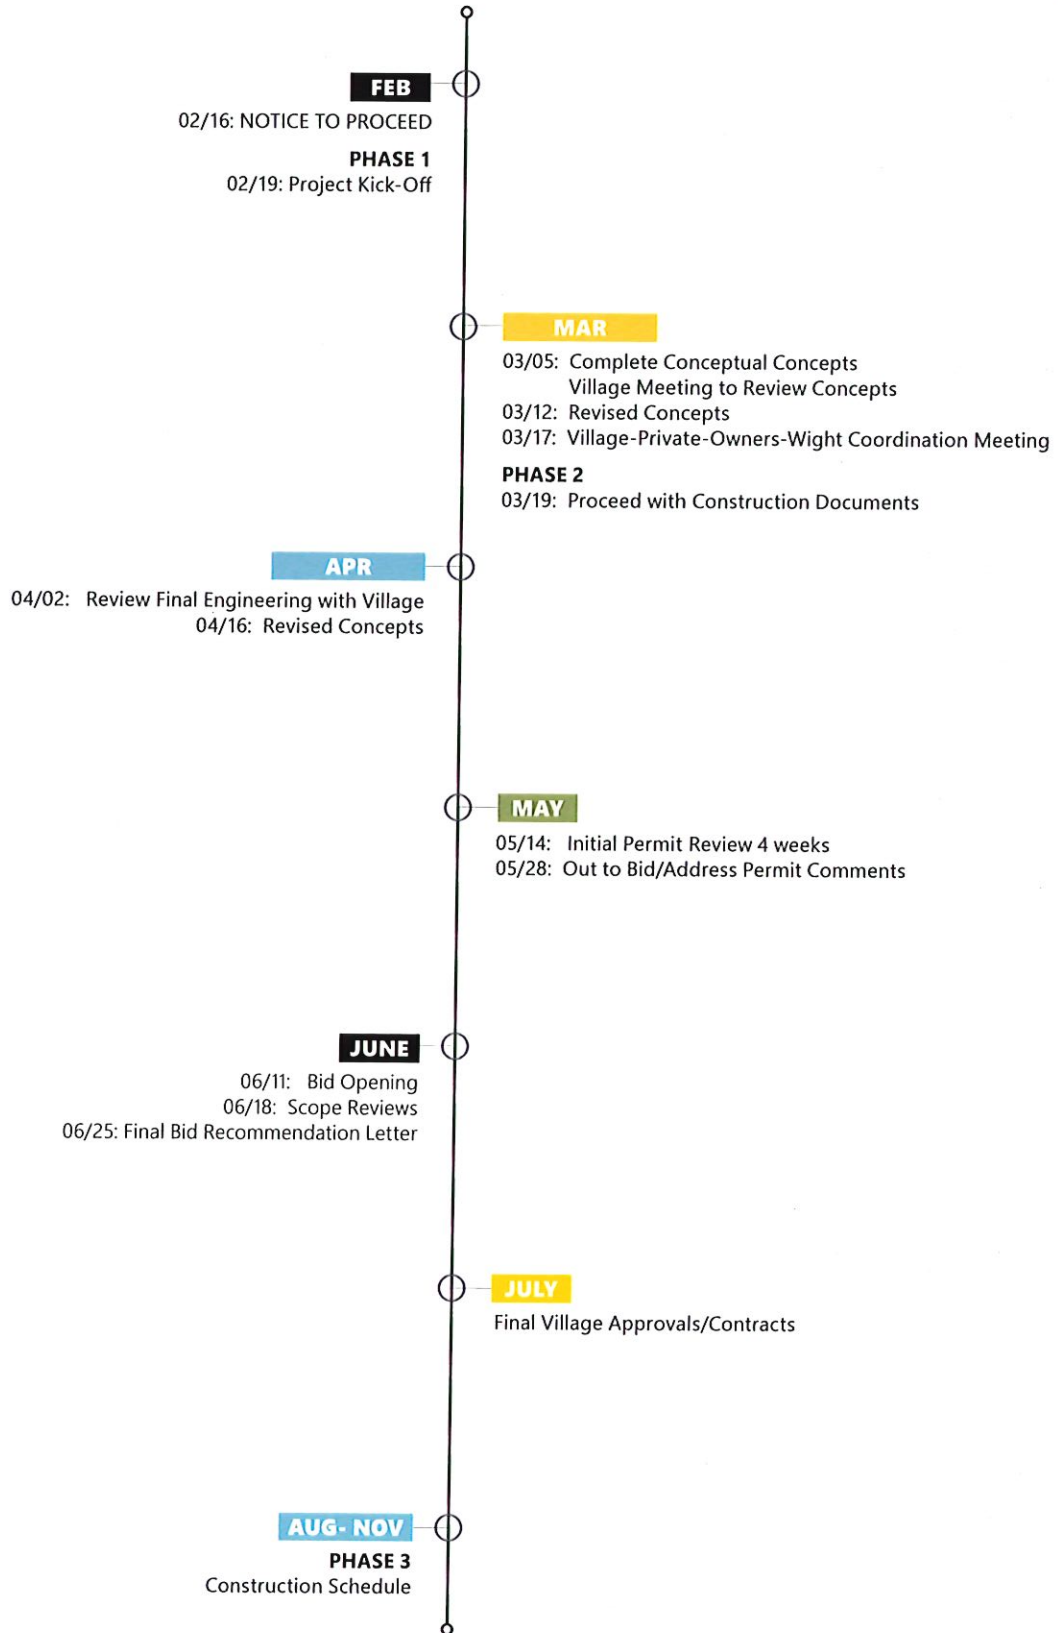 FEB
02/16: NOTICE TO PROCEED
PHASE 1
02/19: Project Kick-Off
MAR
03/05: Complete Conceptual Concepts
Village Meeting to Review Concepts
03/12: Revised Concepts
03/17: Village-Private-Owners-Wight Coordination Meeting
PHASE 2
03/19: Proceed with Construction Documents
APR
04/02: Review Final Engineering with Village
04/16: Revised Concepts
MAY
05/14: Initial Permit Review 4 weeks
05/28: Out to Bid/Address Permit Comments
JUNE
06/11: Bid Opening
06/18: Scope Reviews
06/25: Final Bid Recommendation Letter
JULY
Final Village Approvals/Contracts
AUG- NOV
PHASE 3
Construction Schedule